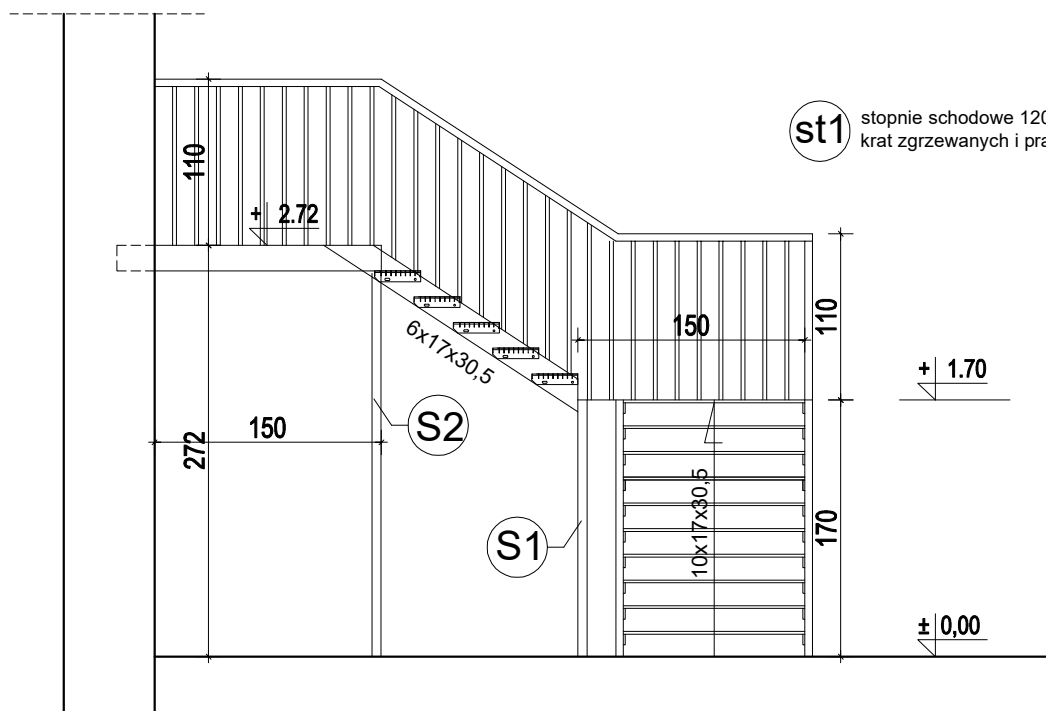 st1
stopnie schodowe 120
krat zgrzewanych i pra
110
+ 2.72
6x17x30,5
150
110
+ 1.70
S2
150
272
10x17x30,5
S1
170
± 0,00